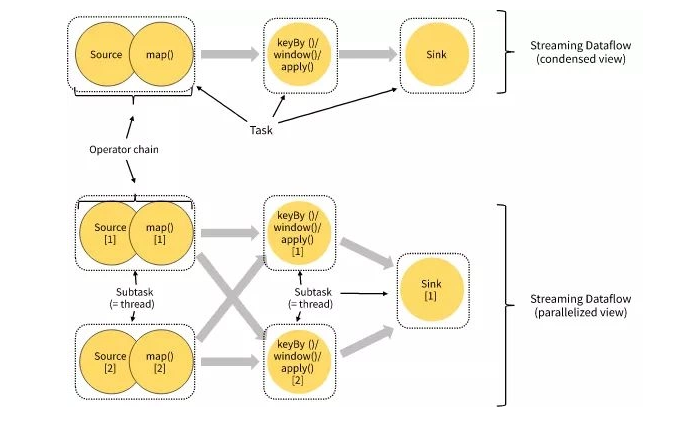 Source
map()
keyBy ()/
window()/
apply()
Sink
Streaming Dataflow
(condensed view)
Task
Operator chain
Source
[1]
map()
[1]
keyBy ()/
window()/
apply()
[1]
Sink
[1]
Subtask
(= thread)
Subtask
(= thread)
Streaming Dataflow
(parallelized view)
Source
[2]
map()
[2]
keyBy ()/
window()/
apply()
[2]